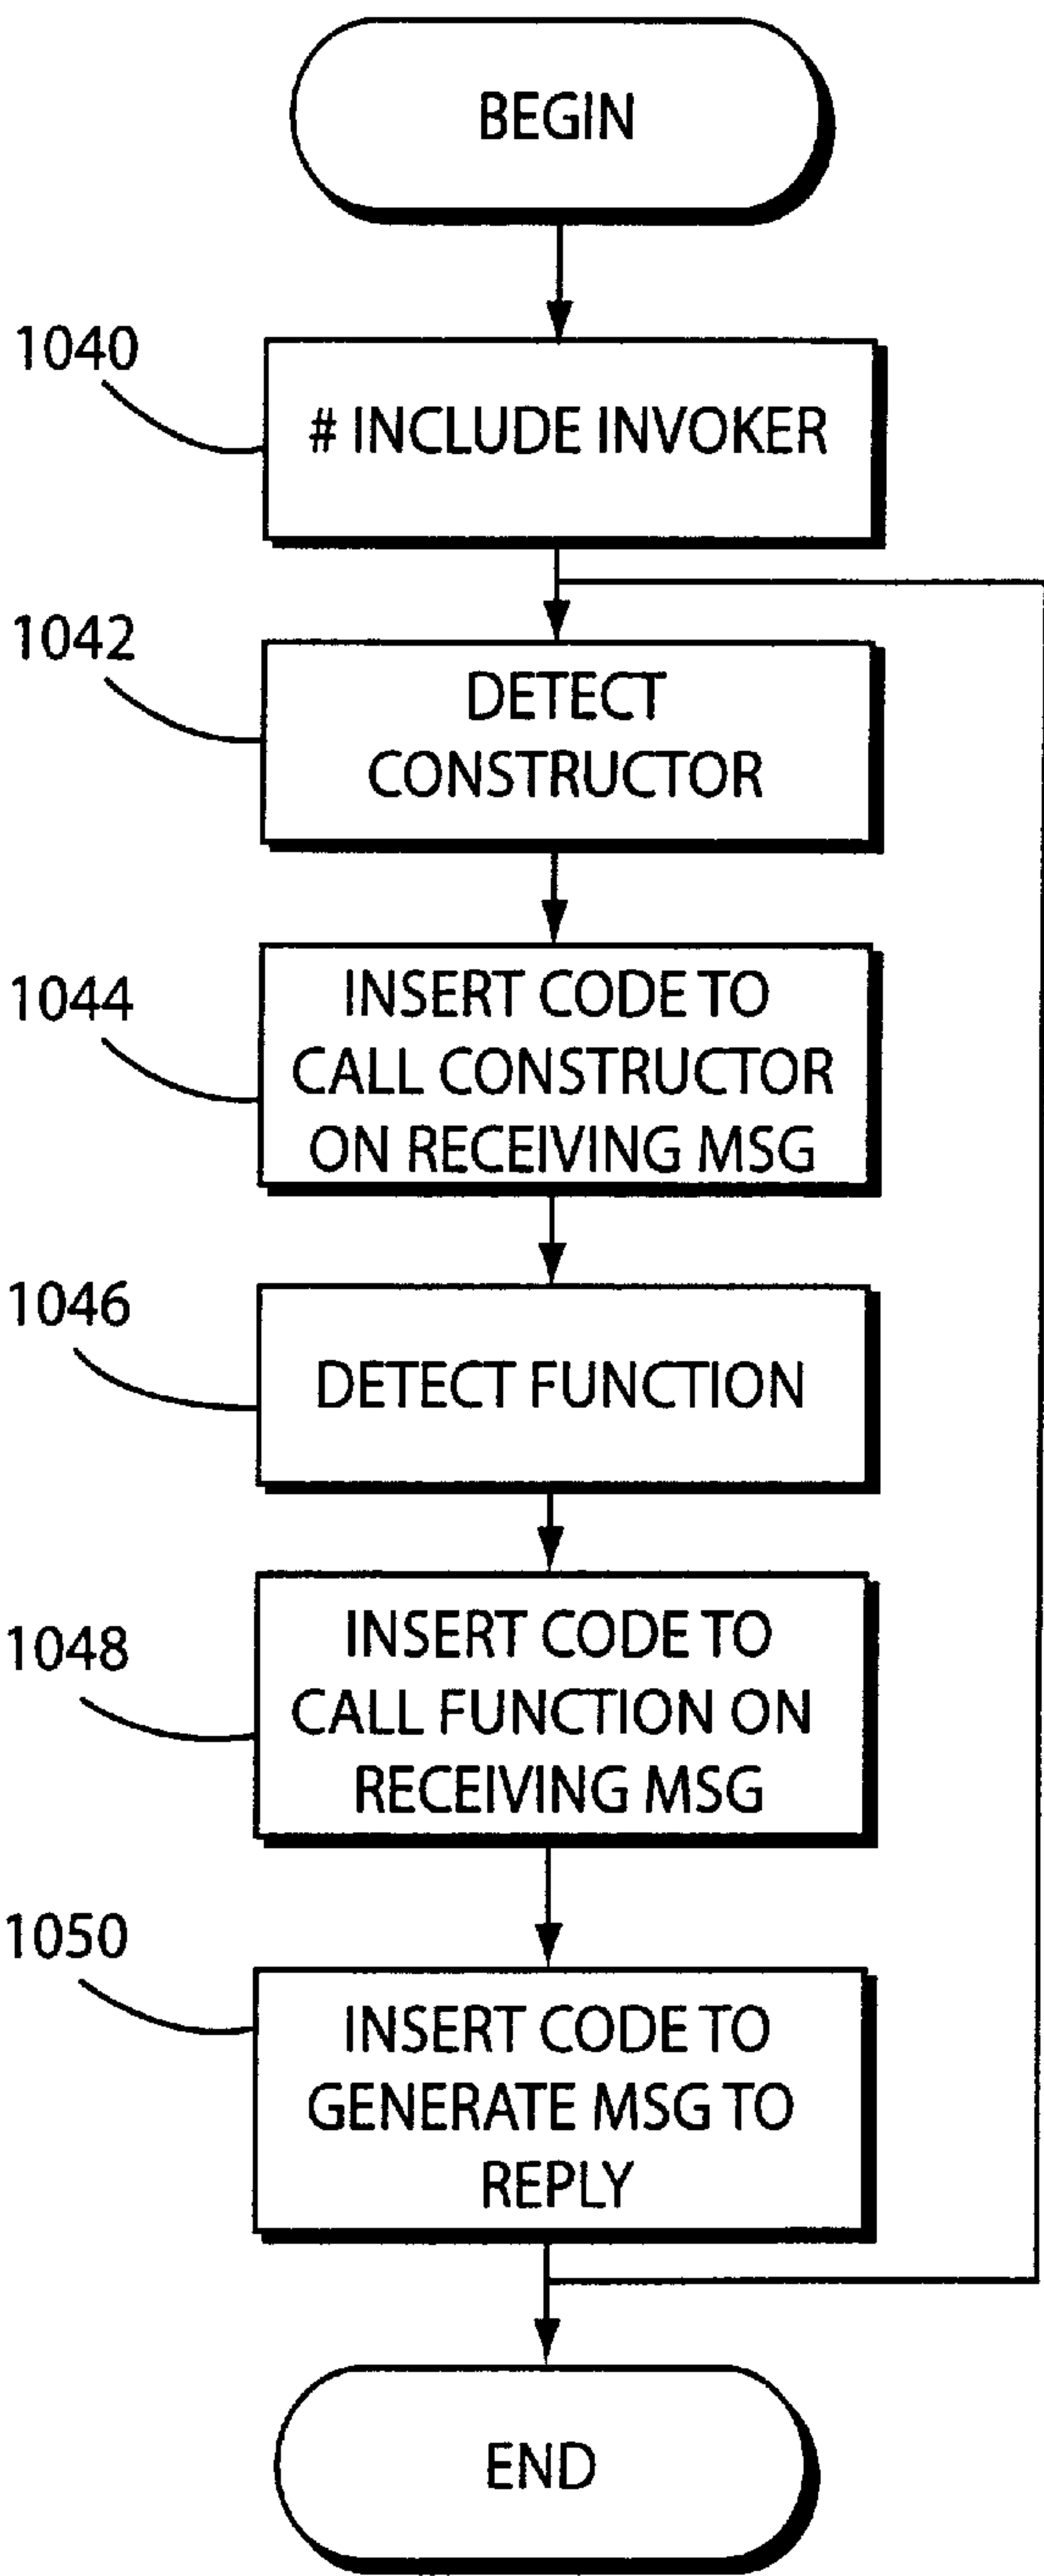 BEGIN
1040
# INCLUDE INVOKER
1042
DETECT
CONSTRUCTOR
1044
INSERT CODE TO
CALL CONSTRUCTOR
ON RECEIVING MSG
1046
DETECT FUNCTION
1048
INSERT CODE TO
CALL FUNCTION ON
RECEIVING MSG
1050
INSERT CODE TO
GENERATE MSG TO
REPLY
END